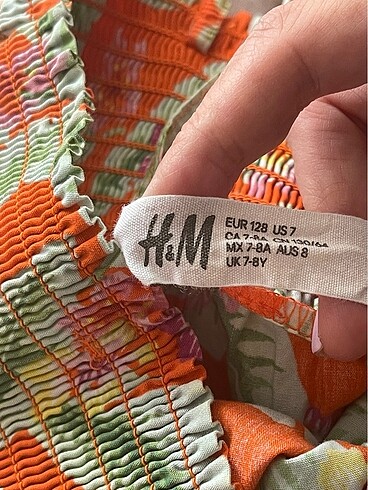 H&M
EUR 128 US 7
CA 7-8A CN 130/64
MX 7-8A AUS 8
UK 7-8Y